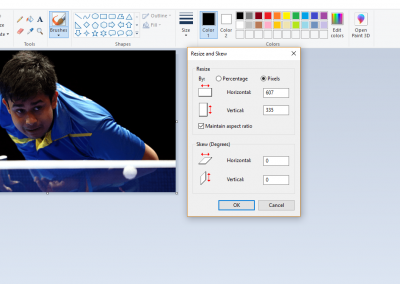 Outline
Fill
Brushes
Size
Color 1
Color 2
Edit colors
Open Paint 3D
Tools
Shapes
Colors
Resize and Skew
Resize
By:
Percentage
Pixels
Horizontal:
607
Vertical:
335
Maintain aspect ratio
Skew (Degrees)
Horizontal:
0
Vertical:
0
OK
Cancel